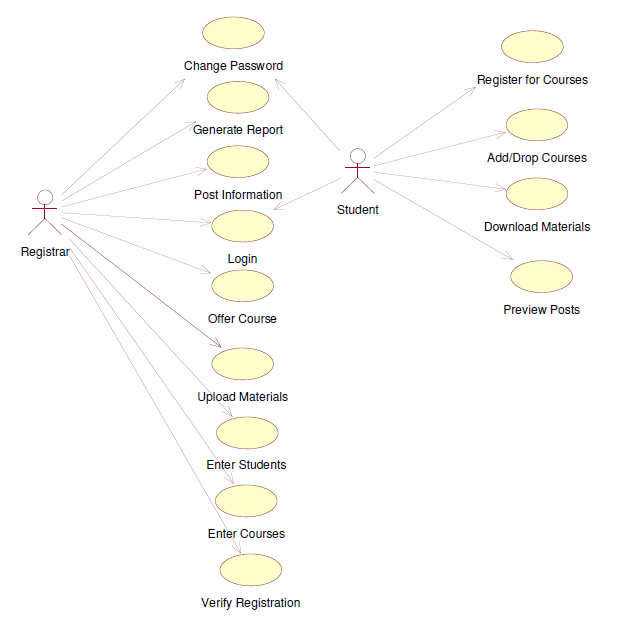 Change Password
Register for Courses
Generate Report
Add/Drop Courses
Post Information
Student
Download Materials
Registrar
Login
Preview Posts
Offer Course
Upload Materials
Enter Students
Enter Courses
Verify Registration